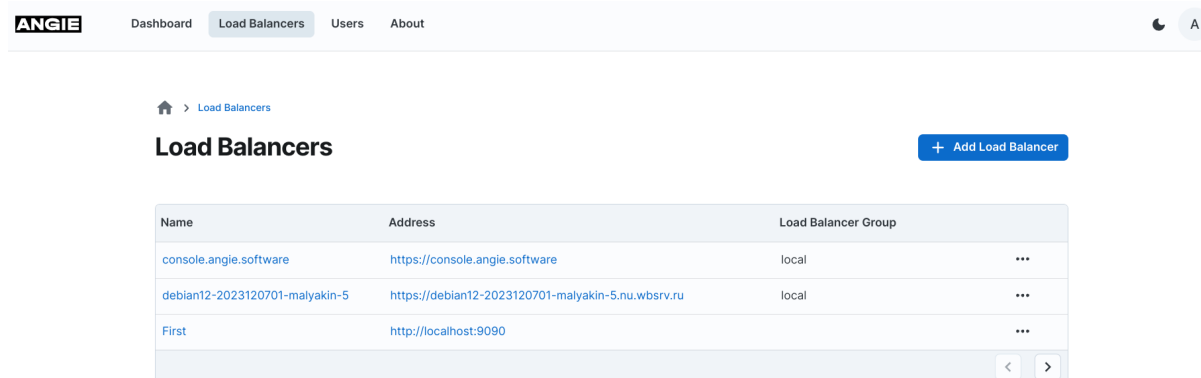 ANGIE Dashboard Load Balancers Users About A
Load Balancers
Load Balancers
+ Add Load Balancer
Name Address Load Balancer Group
console.angie.software https://console.angie.software local
debian12-2023120701-malyakin-5 https://debian12-2023120701-malyakin-5.nu.wbsrv.ru local
First http://localhost:9090